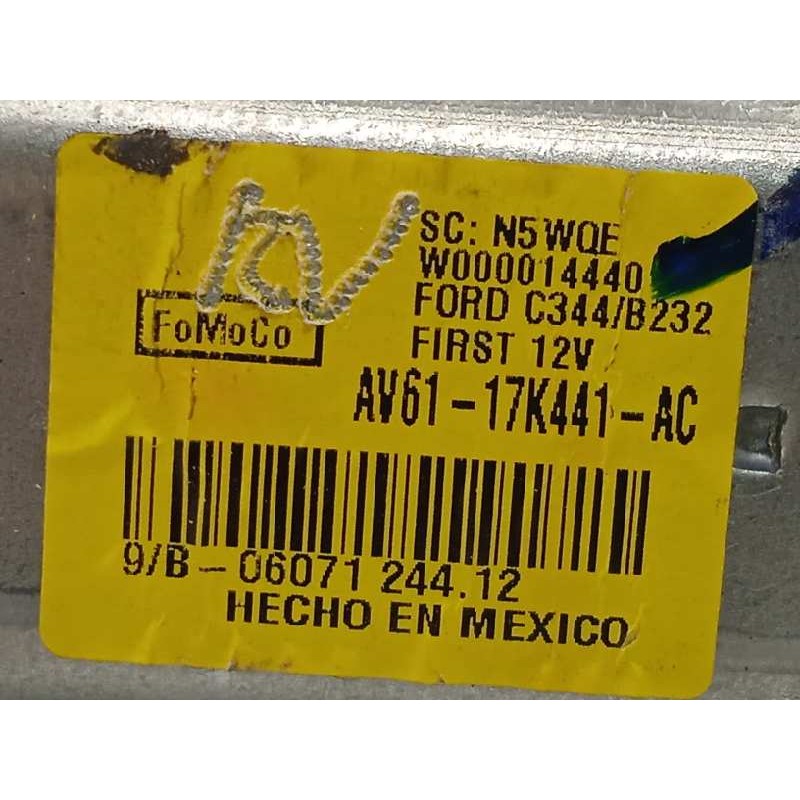 SC: N5WQE
W000014440
FORD C344/B232
FoMoCo
FIRST 12V
AV61-17K441-AC
9/B-06071 244.12
HECHO EN MEXICO